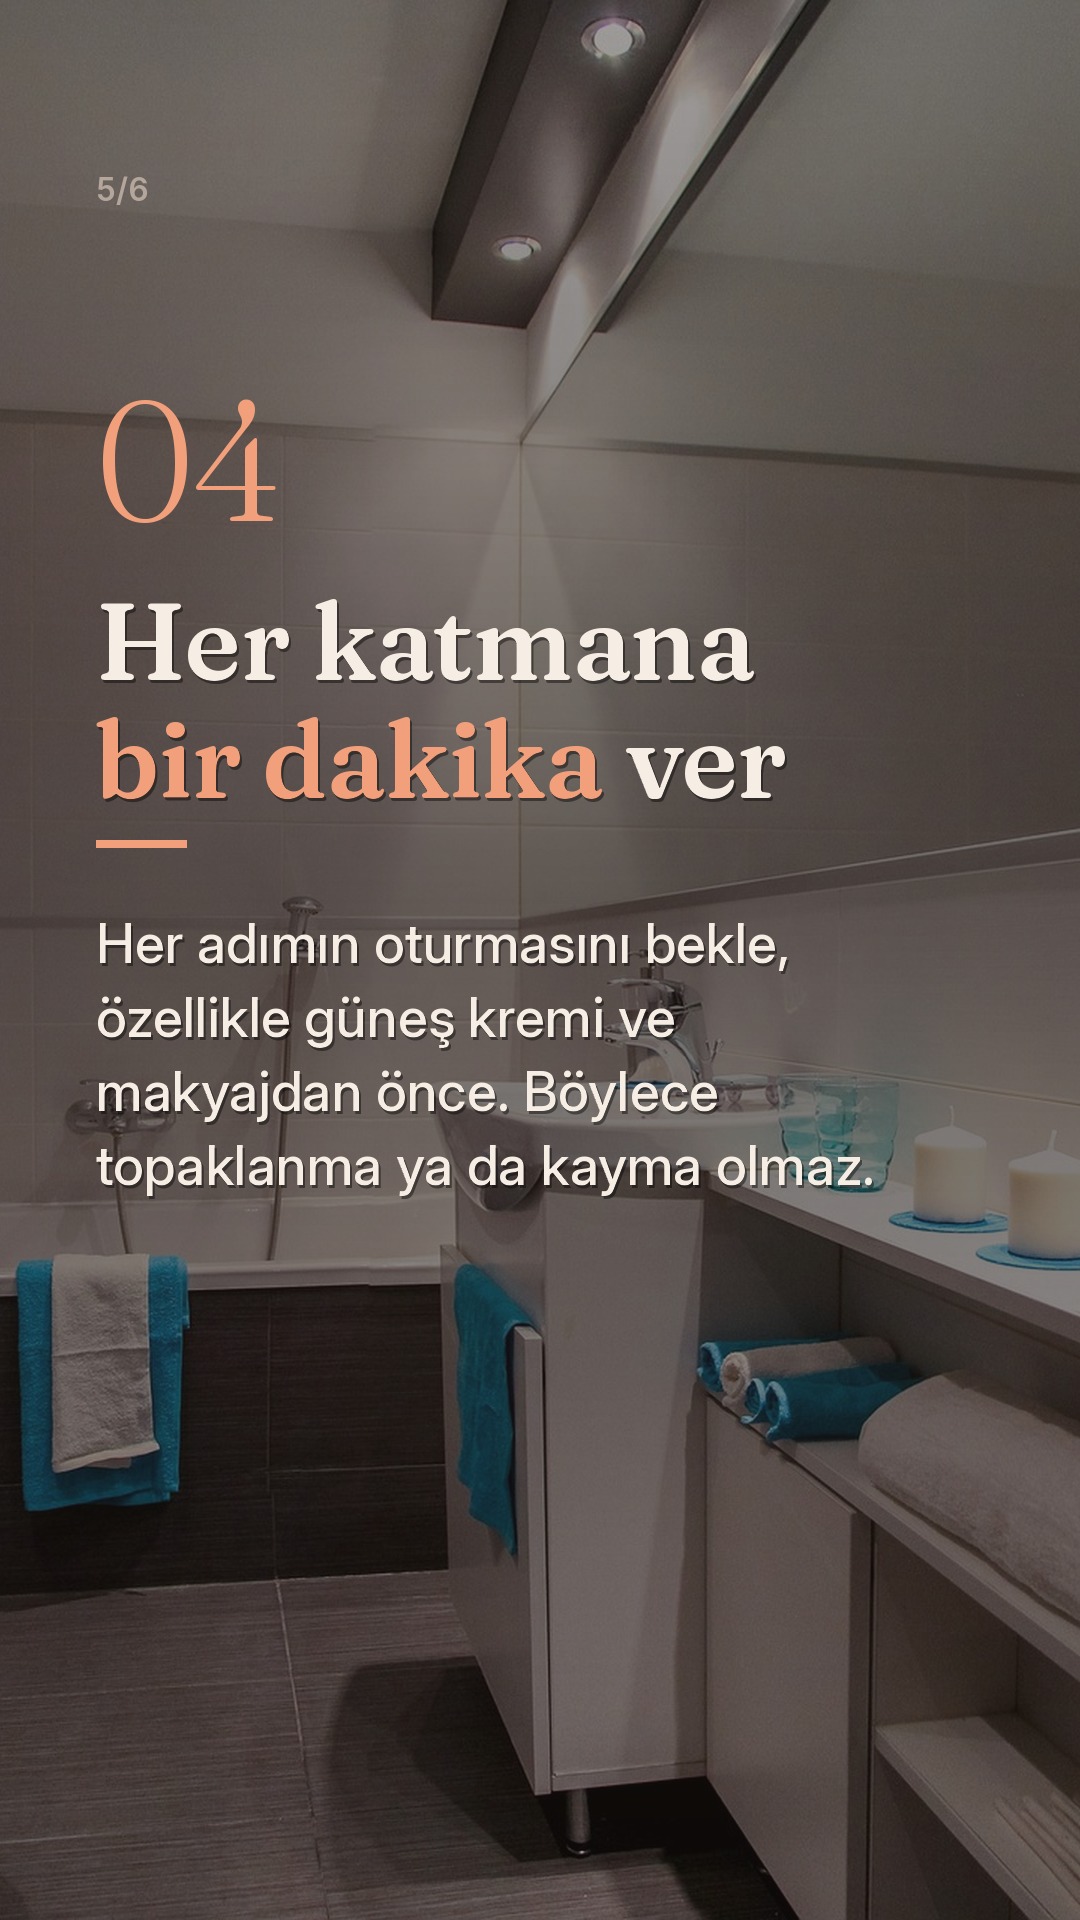 5/6
04
Her katmana
bir dakika ver
Her adımın oturmasını bekle,
özellikle güneş kremi ve
makyajdan önce. Böylece
topaklanma ya da kayma olmaz.